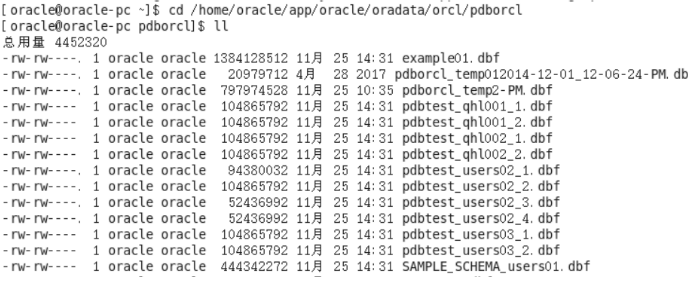 [oracle@oracle-pc ~]$ cd /home/oracle/app/oracle/oradata/orcl/pdborcl
[oracle@oracle-pc pdborcl]$ ll
总用量 4452320
-rw-rw----. 1 oracle oracle 1384128512 11月 25 14:31 example01.dbf
-rw-rw----. 1 oracle oracle 20979712 4月 28 2017 pdborcl_temp012014-12-01_12-06-24-PM.db
-rw-rw----. 1 oracle oracle 797974528 11月 25 10:35 pdborcl_temp2-PM.dbf
-rw-rw---- 1 oracle oracle 104865792 11月 25 14:31 pdbtest_qhl001_1.dbf
-rw-rw---- 1 oracle oracle 104865792 11月 25 14:31 pdbtest_qhl001_2.dbf
-rw-rw---- 1 oracle oracle 104865792 11月 25 14:31 pdbtest_qhl002_1.dbf
-rw-rw---- 1 oracle oracle 104865792 11月 25 14:31 pdbtest_qhl002_2.dbf
-rw-rw---- 1 oracle oracle 94380032 11月 25 14:31 pdbtest_users02_1.dbf
-rw-rw---- 1 oracle oracle 104865792 11月 25 14:31 pdbtest_users02_2.dbf
-rw-rw---- 1 oracle oracle 52436992 11月 25 14:31 pdbtest_users02_3.dbf
-rw-rw---- 1 oracle oracle 52436992 11月 25 14:31 pdbtest_users02_4.dbf
-rw-rw---- 1 oracle oracle 104865792 11月 25 14:31 pdbtest_users03_1.dbf
-rw-rw---- 1 oracle oracle 104865792 11月 25 14:31 pdbtest_users03_2.dbf
-rw-rw---- 1 oracle oracle 444342272 11月 25 14:31 SAMPLE_SCHEMA_users01.dbf